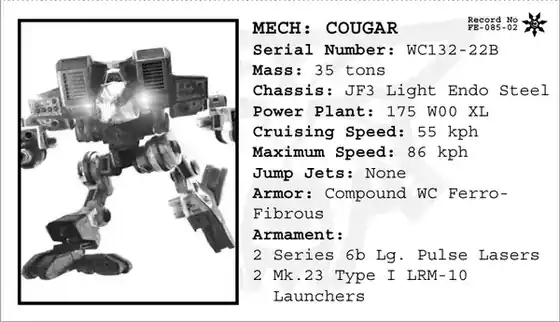 MECH: COUGAR
Record No
FE-085-02
Serial Number: WC132-22B
Mass: 35 tons
Chassis: JF3 Light Endo Steel
Power Plant: 175 W00 XL
Cruising Speed: 55 kph
Maximum Speed: 86 kph
Jump Jets: None
Armor: Compound WC Ferro-
Fibrous
Armament:
2 Series 6b Lg. Pulse Lasers
2 Mk.23 Type I LRM-10
Launchers